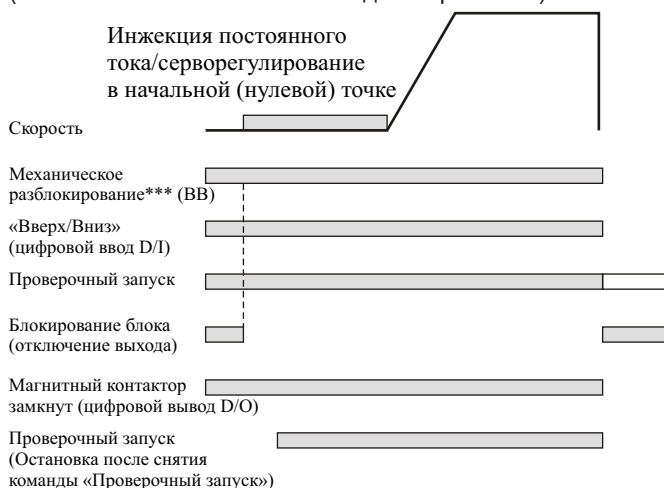 Инжекция постоянного
тока/серворегулирование
в начальной (нулевой) точке
Скорость
Механическое
разблокирование*** (BB)
«Вверх/Вниз»
(цифровой ввод D/I)
Проверочный запуск
Блокирование блока
(отключение выхода)
Магнитный контактор
замкнут (цифровой вывод D/O)
Проверочный запуск
(Остановка после снятия
команды «Проверочный запуск»)